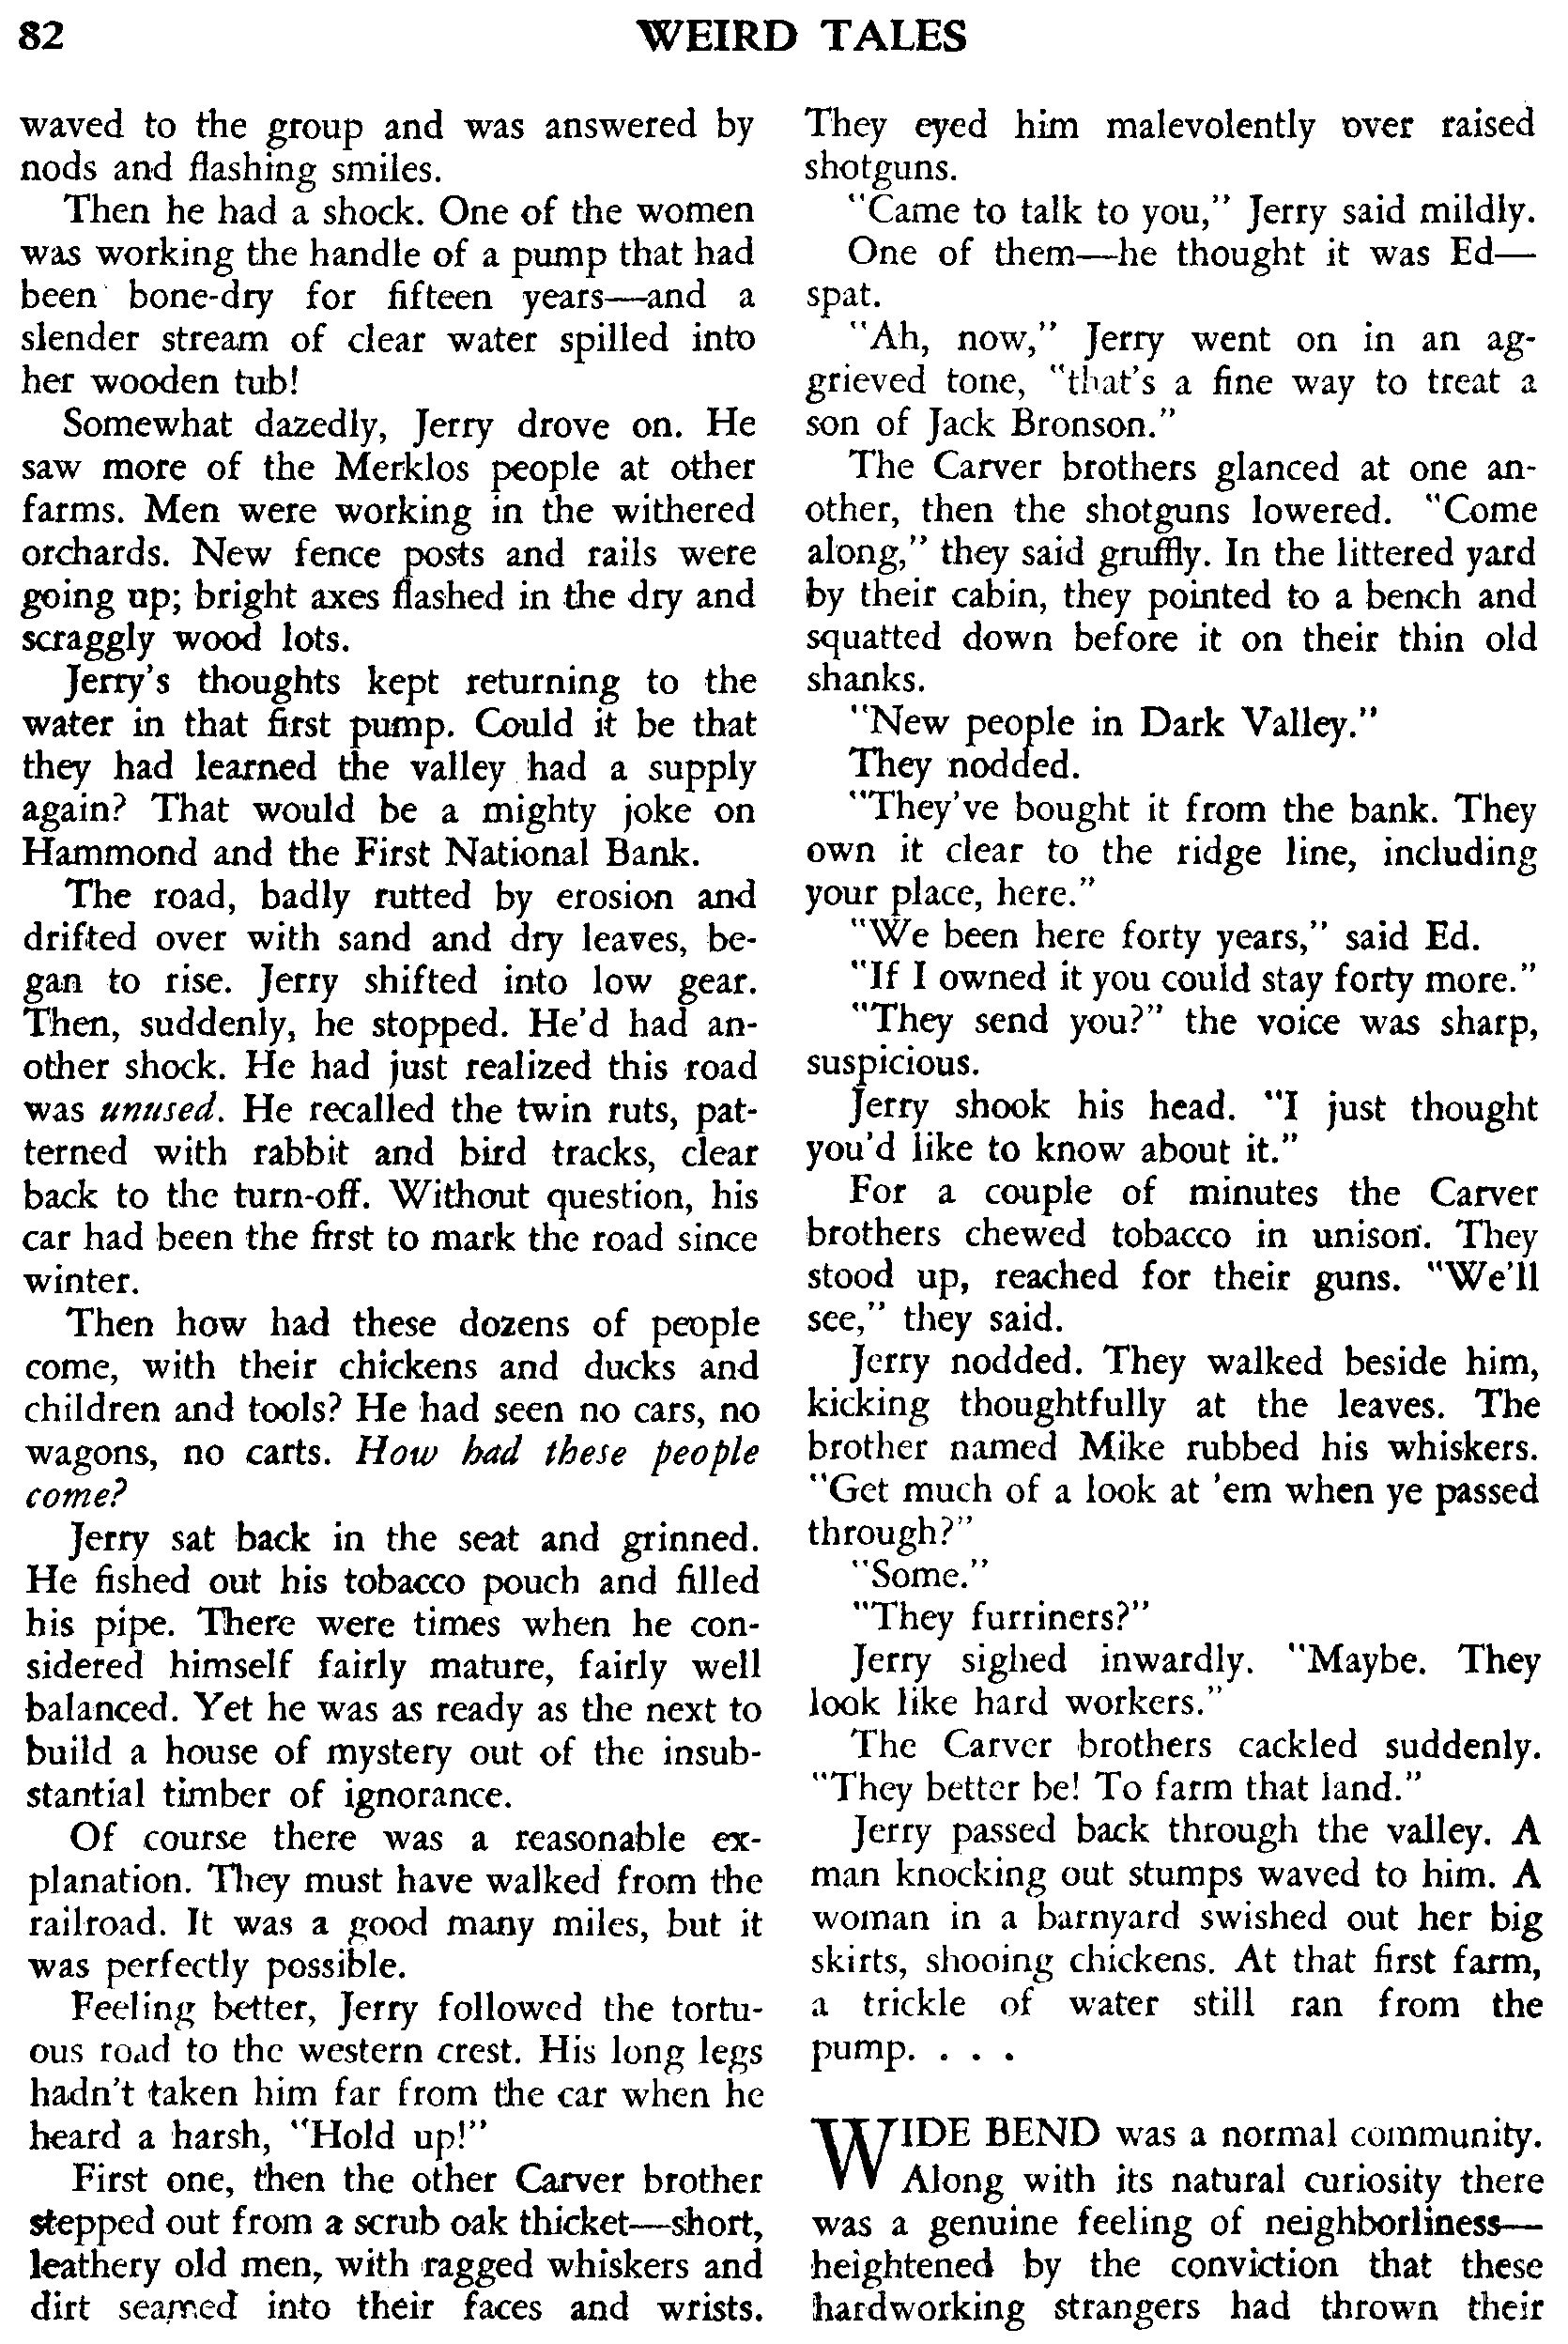 82
WEIRD TALES
waved to the group and was answered by
nods and flashing smiles.
Then he had a shock. One of the women
was working the handle of a pump that had
been bone-dry for fifteen years—and a
slender stream of clear water spilled into
her wooden tub!
Somewhat dazedly, Jerry drove on. He
saw more of the Merklos people at other
farms. Men were working in the withered
orchards. New fence posts and rails were
going up; bright axes flashed in the dry and
scraggly wood lots.
Jerry's thoughts kept returning to the
water in that first pump. Could it be that
they had learned the valley had a supply
again? That would be a mighty joke on
Hammond and the First National Bank.
The road, badly rutted by erosion and
drifted over with sand and dry leaves, be-
gan to rise. Jerry shifted into low gear.
Then, suddenly, he stopped. He'd had an-
other shock. He had just realized this road
was unused. He recalled the twin ruts, pat-
terned with rabbit and bird tracks, clear
back to the turn-off. Without question, his
car had been the first to mark the road since
winter.
Then how had these dozens of people
come, with their chickens and ducks and
children and tools? He had seen no cars, no
wagons, no carts. How had these people
come?
Jerry sat back in the seat and grinned.
He fished out his tobacco pouch and filled
his pipe. There were times when he con-
sidered himself fairly mature, fairly well
balanced. Yet he was as ready as the next to
build a house of mystery out of the insub-
stantial timber of ignorance.
Of course there was a reasonable ex-
planation. They must have walked from the
railroad. It was a good many miles, but it
was perfectly possible.
Feeling better, Jerry followed the tortu-
ous road to the western crest. His long legs
hadn't taken him far from the car when he
heard a harsh, "Hold up!"
First one, then the other Carver brother
stepped out from a scrub oak thicket—short,
leathery old men, with ragged whiskers and
dirt seamed into their faces and wrists.
They eyed him malevolently over raised
shotguns.
"Came to talk to you," Jerry said mildly.
One of them—he thought it was Ed—
spat.
"Ah, now," Jerry went on in an ag-
grieved tone, "that's a fine way to treat a
son of Jack Bronson."
The Carver brothers glanced at one an-
other, then the shotguns lowered. "Come
along," they said gruffly. In the littered yard
by their cabin, they pointed to a bench and
squatted down before it on their thin old
shanks.
"New people in Dark Valley."
They nodded.
"They've bought it from the bank. They
own it clear to the ridge line, including
your place, here."
"We been here forty years," said Ed.
"If I owned it you could stay forty more."
"They send you?" the voice was sharp,
suspicious.
Jerry shook his head. "I just thought
you'd like to know about it."
For a couple of minutes the Carver
brothers chewed tobacco in unison. They
stood up, reached for their guns. "We'll
see," they said.
Jerry nodded. They walked beside him,
kicking thoughtfully at the leaves. The
brother named Mike rubbed his whiskers.
"Get much of a look at 'em when ye passed
through?"
"Some."
"They furriners?"
Jerry sighed inwardly. "Maybe. They
look like hard workers."
The Carver brothers cackled suddenly.
"They better be! To farm that land."
Jerry passed back through the valley. A
man knocking out stumps waved to him. A
woman in a barnyard swished out her big
skirts, shooing chickens. At that first farm,
a trickle of water still ran from the
pump. . . .
WIDE BEND was a normal community.
Along with its natural curiosity there
was a genuine feeling of neighborliness—
heightened by the conviction that these
hardworking strangers had thrown their